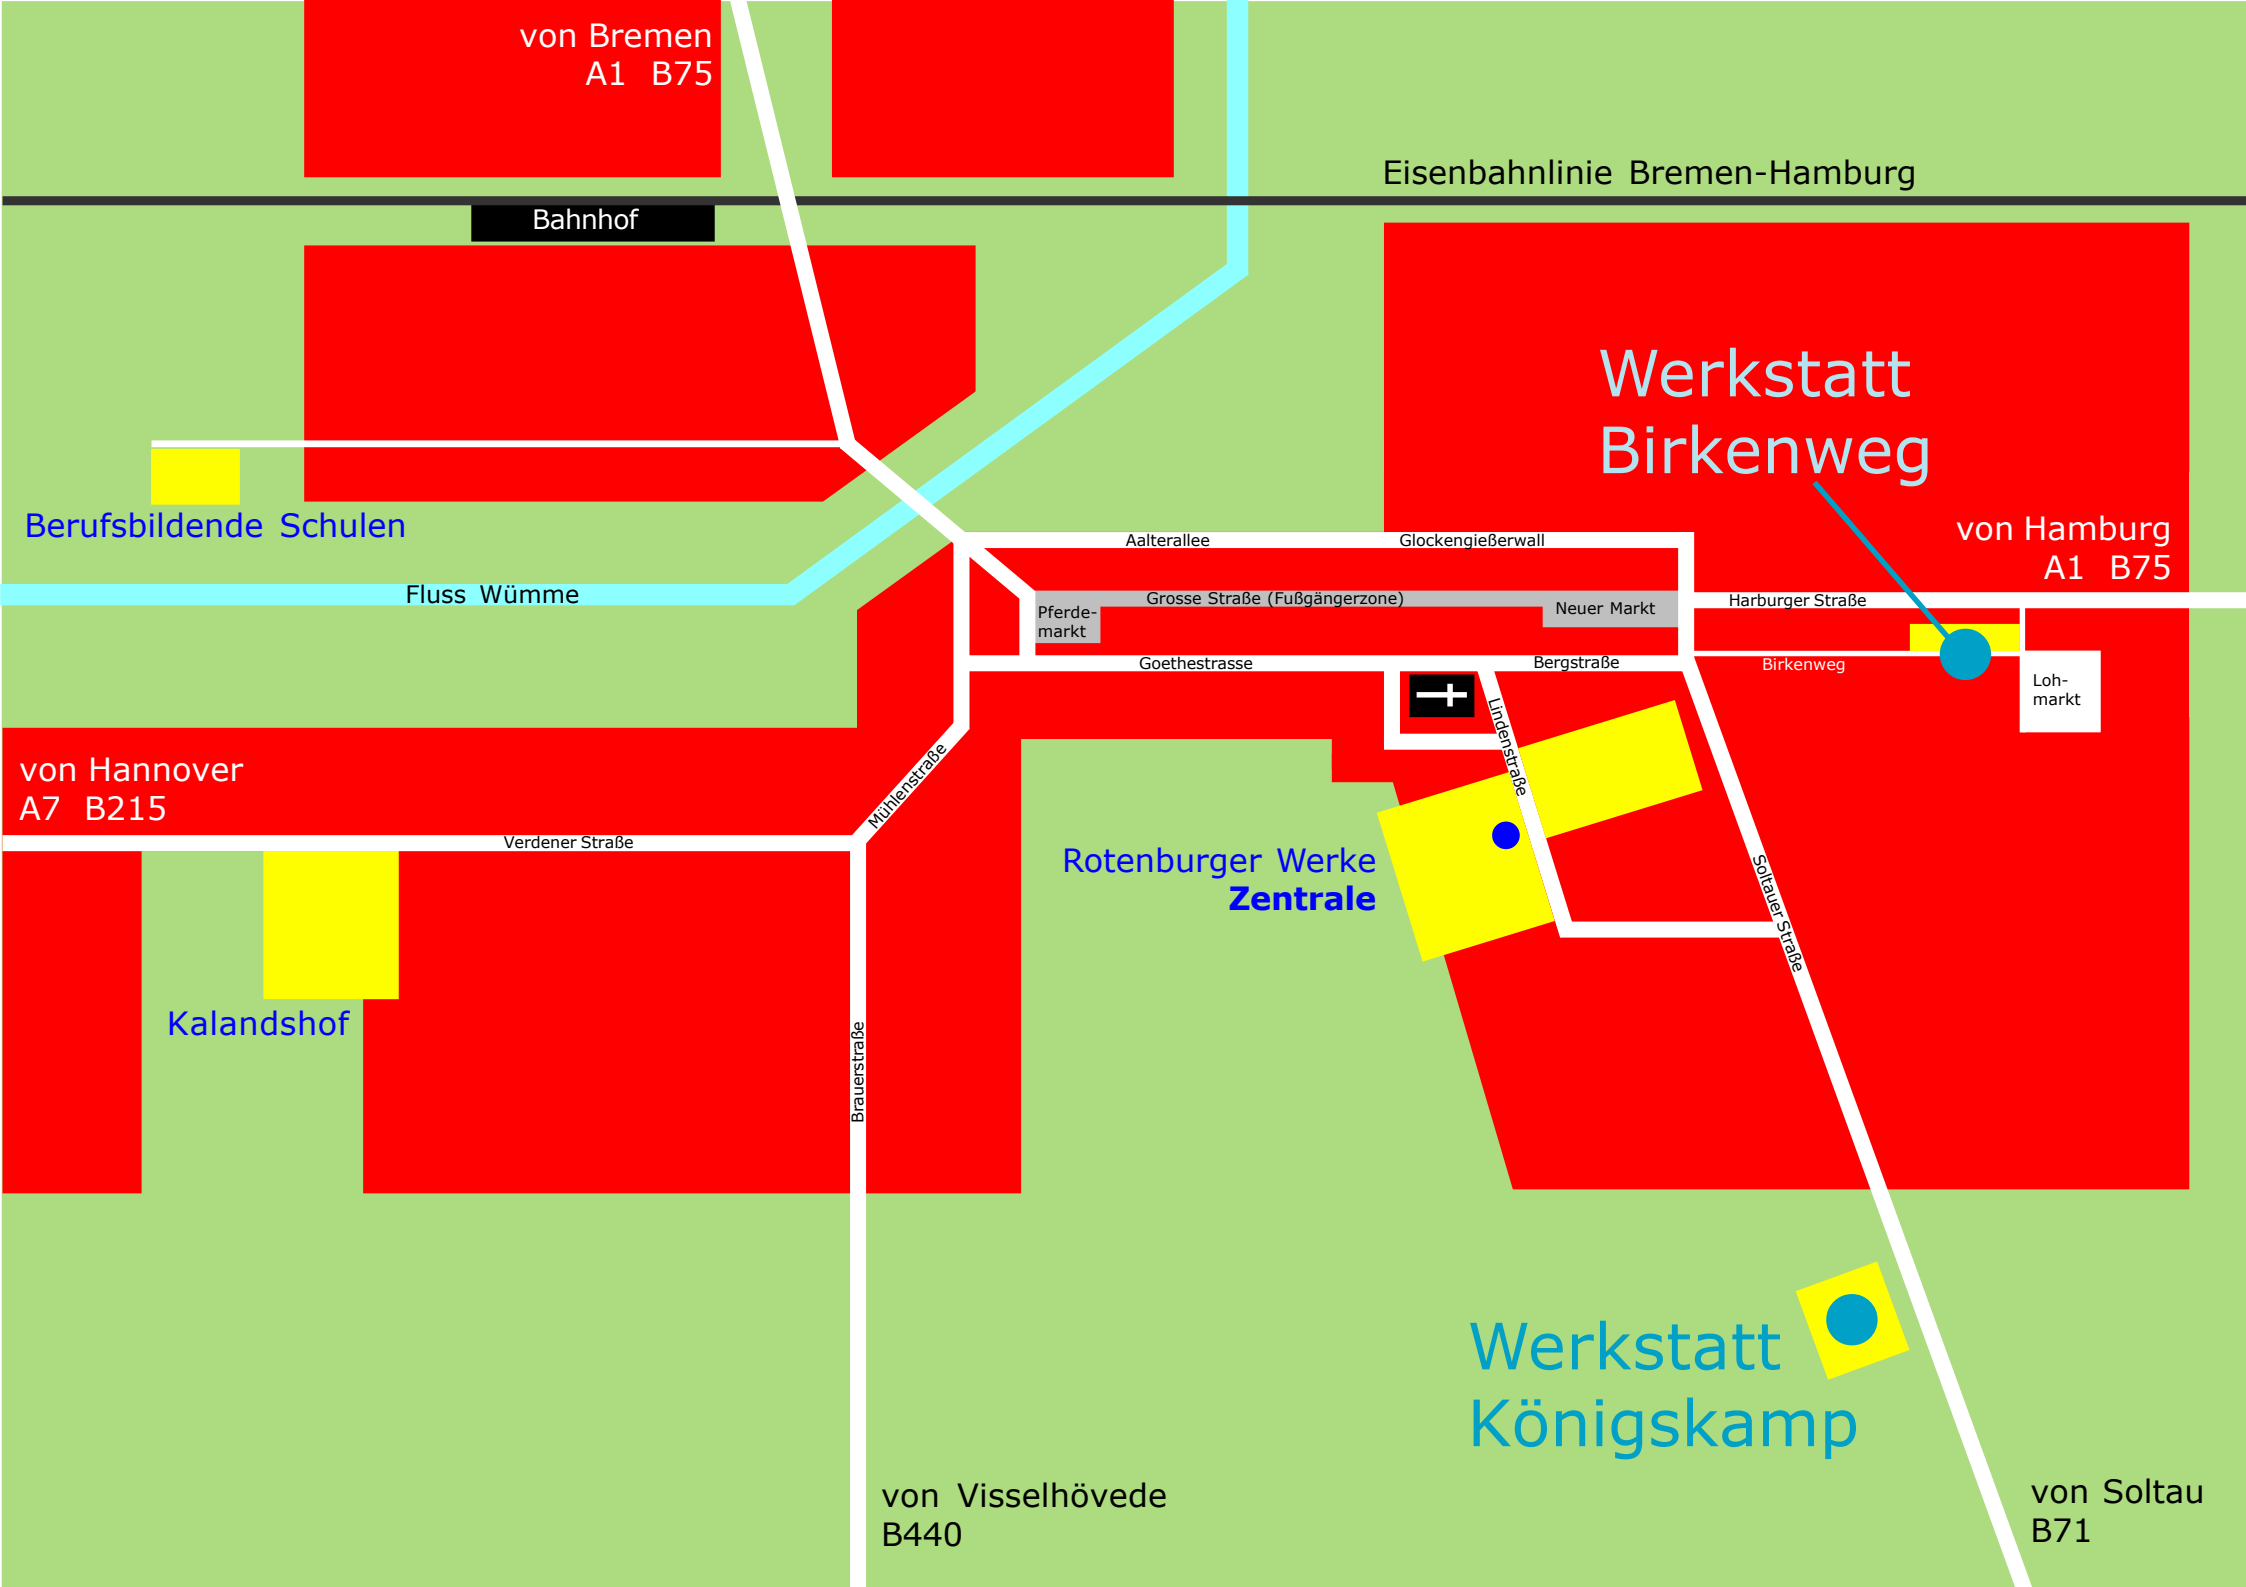 von Bremen
A1 B75
Eisenbahnlinie Bremen-Hamburg
Bahnhof
Werkstatt
Birkenweg
Berufsbildende Schulen
von Hamburg
A1 B75
Aalterallee
Glockengießerwall
Fluss Wümme
Grosse Straße (Fußgängerzone)
Neuer Markt
Harburger Straße
Pferde-
markt
Goethestrasse
Bergstraße
Birkenweg
Loh-
markt
Lindenstraße
von Hannover
A7 B215
Mühlenstraße
Verdener Straße
Rotenburger Werke
Zentrale
Soltauer Straße
Kalandshof
Brauerstraße
Werkstatt
Königskamp
von Visselhövede
B440
von Soltau
B71